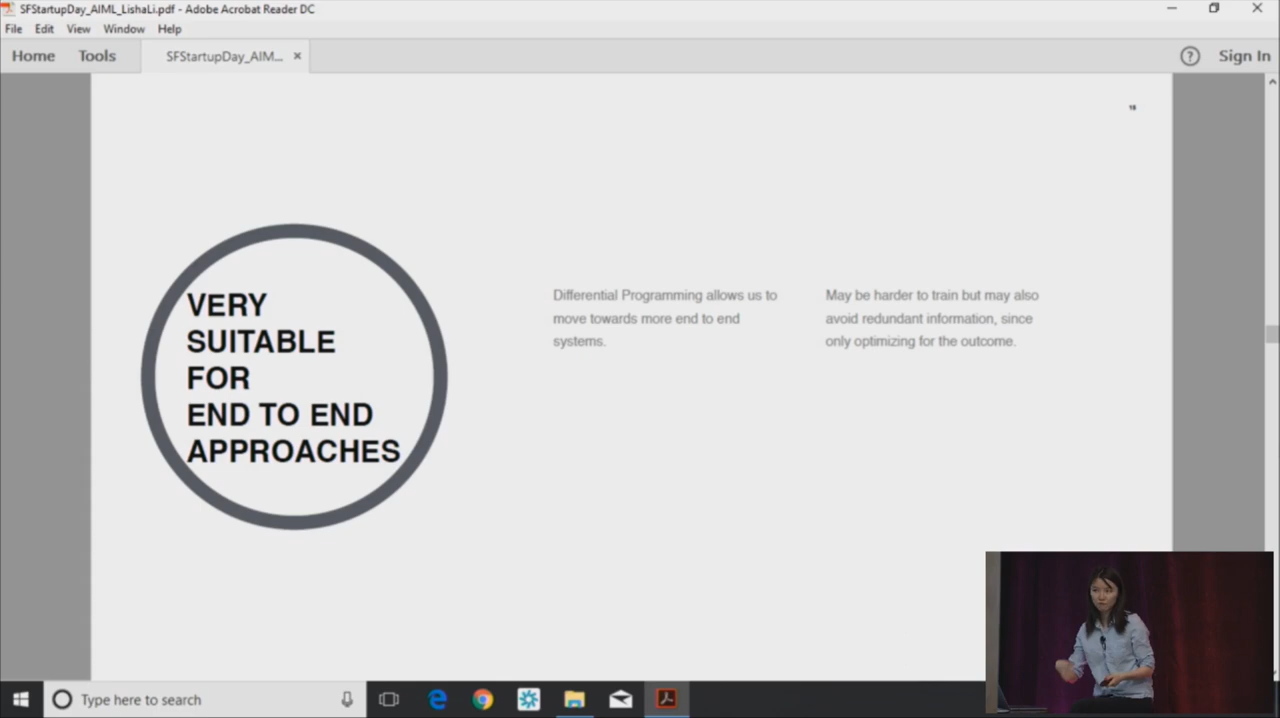 SFStartupDay_AIML_LishaLi.pdf - Adobe Acrobat Reader DC
File Edit View Window Help
Home Tools SFStartupDay_AIM... × ? Sign In
VERY
SUITABLE
FOR
END TO END
APPROACHES
Differential Programming allows us to
move towards more end to end
systems.
May be harder to train but may also
avoid redundant information, since
only optimizing for the outcome.
Type here to search